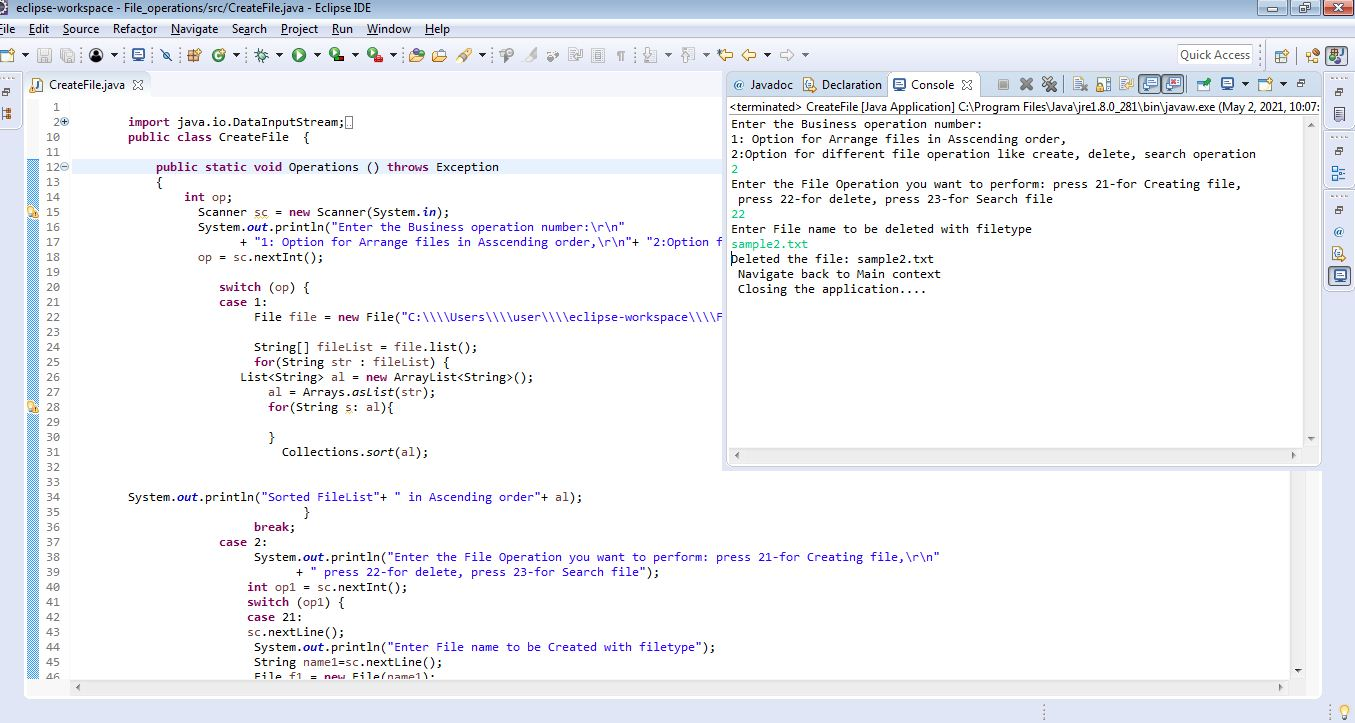 eclipse-workspace - File_operations/src/CreateFile.java - Eclipse IDE
File Edit Source Refactor Navigate Search Project Run Window Help
Quick Access
CreateFile.java
1
2 import java.io.DataInputStream;
10 public class CreateFile {
11
12 public static void Operations () throws Exception
13 {
14 int op;
15 Scanner sc = new Scanner(System.in);
16 System.out.println("Enter the Business operation number:\r\n"
17 + "1: Option for Arrange files in Asscending order,\r\n"+ "2:Option f
18 op = sc.nextInt();
19
20 switch (op) {
21 case 1:
22 File file = new File("C:\\\\Users\\\\user\\\\eclipse-workspace\\\\F
23
24 String[] fileList = file.list();
25 for(String str : fileList) {
26 List<String> al = new ArrayList<String>();
27 al = Arrays.asList(str);
28 for(String s: al){
29
30 }
31 Collections.sort(al);
32
33
34 System.out.println("Sorted FileList"+ " in Ascending order"+ al);
35 }
36 break;
37 case 2:
38 System.out.println("Enter the File Operation you want to perform: press 21-for Creating file,\r\n"
39 + " press 22-for delete, press 23-for Search file");
40 int op1 = sc.nextInt();
41 switch (op1) {
42 case 21:
43 sc.nextLine();
44 System.out.println("Enter File name to be Created with filetype");
45 String name1=sc.nextLine();
46 File f1 = new File(name1);
@ Javadoc Declaration Console
<terminated> CreateFile [Java Application] C:\Program Files\Java\jre1.8.0_281\bin\javaw.exe (May 2, 2021, 10:07:
Enter the Business operation number:
1: Option for Arrange files in Asscending order,
2:Option for different file operation like create, delete, search operation
2
Enter the File Operation you want to perform: press 21-for Creating file,
press 22-for delete, press 23-for Search file
22
Enter File name to be deleted with filetype
sample2.txt
Deleted the file: sample2.txt
Navigate back to Main context
Closing the application....